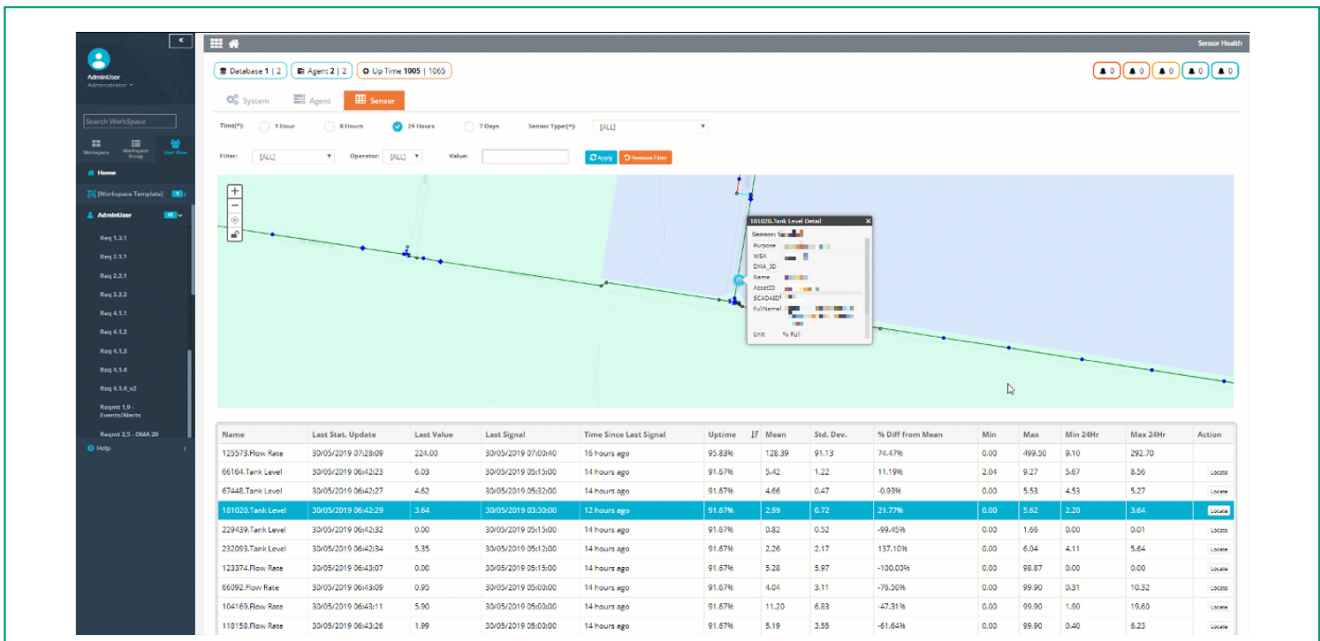 Sensor Health
AdminUser
Administrator
Database 1 | 2 Agent 2 | 2 Up Time 1005 | 1065
0 0 0 0 0
System Agent Sensor
Search WorkSpace
Time(*): 1 Hour 8 Hours 24 Hours 7 Days Sensor Type(*): [ALL]
Workspace Workspace Group User View
Filter: [ALL] Operator: [ALL] Value: Apply Remove Filter
Home
[Workspace Template] 1
AdminUser
Req 1.3.1
Req 2.1.1
Req 2.2.1
Req 3.2.2
Req 4.1.1
Req 4.1.2
Req 4.1.3
Req 4.1.4
Req 4.1.4_v2
Reqmt 1,9 -
Events/Alerts
Reqmt 2,5 - DMA 20
Help
181020.Tank Level Detail X
Sensor:
Purpose
WSA
DMA_ID
Name
AssetID
SCADAID
FullName
Unit % Full
Name Last Stat. Update Last Value Last Signal Time Since Last Signal Uptime Mean Std. Dev. % Diff from Mean Min Max Min 24Hr Max 24Hr Action
125573.Flow Rate 30/05/2019 07:28:09 224.00 30/05/2019 07:00:40 16 hours ago 95.83% 128.39 91.13 74.47% 0.00 499.50 9.10 292.70
66164.Tank Level 30/05/2019 06:42:23 6.03 30/05/2019 05:15:00 14 hours ago 91.67% 5.42 1.22 11.19% 2.04 9.27 5.67 8.56 Locate
67448.Tank Level 30/05/2019 06:42:27 4.62 30/05/2019 05:32:00 14 hours ago 91.67% 4.66 0.47 -0.93% 0.00 5.53 4.53 5.27 Locate
181020.Tank Level 30/05/2019 06:42:29 3.64 30/05/2019 03:30:00 12 hours ago 91.67% 2.99 0.72 21.77% 0.00 5.62 2.20 3.64 Locate
229439.Tank Level 30/05/2019 06:42:32 0.00 30/05/2019 05:15:00 14 hours ago 91.67% 0.82 0.52 -99.45% 0.00 1.66 0.00 0.01 Locate
232093.Tank Level 30/05/2019 06:42:34 5.35 30/05/2019 05:12:00 14 hours ago 91.67% 2.26 2.17 137.10% 0.00 6.04 4.11 5.64 Locate
123374.Flow Rate 30/05/2019 06:43:07 0.00 30/05/2019 05:15:00 14 hours ago 91.67% 5.28 5.97 -100.00% 0.00 98.87 0.00 0.00 Locate
66092.Flow Rate 30/05/2019 06:43:09 0.95 30/05/2019 05:00:00 14 hours ago 91.67% 4.04 3.11 -76.50% 0.00 99.90 0.31 10.32 Locate
104169.Flow Rate 30/05/2019 06:43:11 5.90 30/05/2019 05:00:00 14 hours ago 91.67% 11.20 6.83 -47.31% 0.00 99.90 1.90 19.60 Locate
118158.Flow Rate 30/05/2019 06:43:26 1.99 30/05/2019 05:00:00 14 hours ago 91.67% 5.19 3.55 -61.64% 0.00 99.90 0.40 6.23 Locate